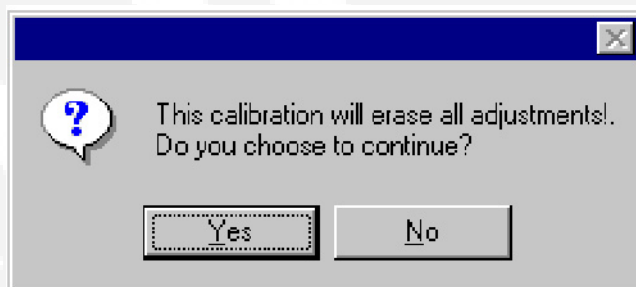 This calibration will erase all adjustments!.
Do you choose to continue?
Yes
No